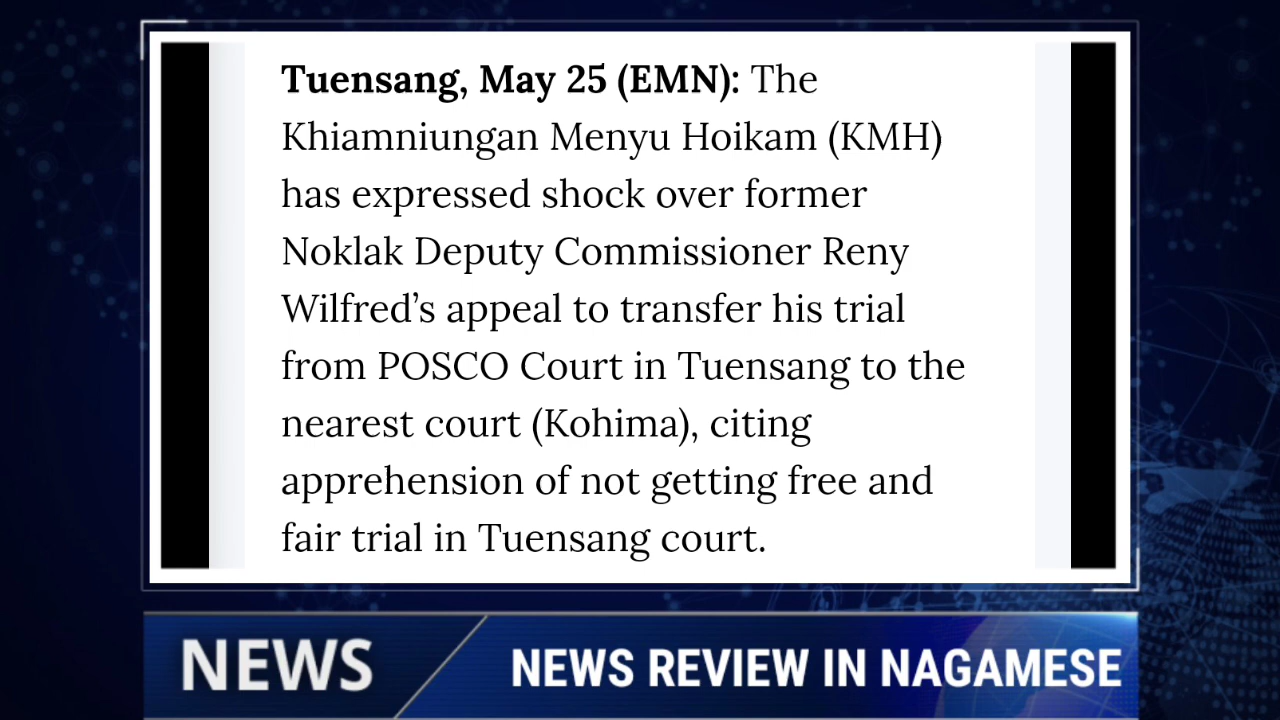 Tuensang, May 25 (EMN): The
Khiamniungan Menyu Hoikam (KMH)
has expressed shock over former
Noklak Deputy Commissioner Reny
Wilfred’s appeal to transfer his trial
from POSCO Court in Tuensang to the
nearest court (Kohima), citing
apprehension of not getting free and
fair trial in Tuensang court.
NEWS
NEWS REVIEW IN NAGAMESE